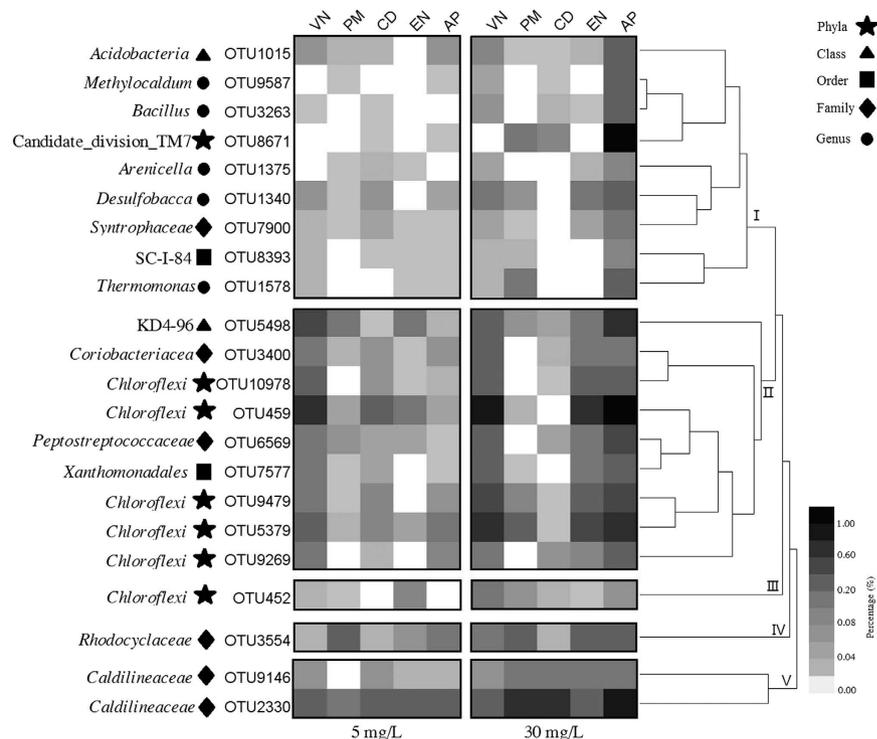 VN PM CD EN AP VN PM CD EN AP
Phyla
Class
Order
Family
Genus
Acidobacteria OTU1015
Methylocaldum OTU9587
Bacillus OTU3263
Candidate_division_TM7 OTU8671
Arenicella OTU1375
Desulfobacca OTU1340
Syntrophaceae OTU7900
SC-I-84 OTU8393
Thermomonas OTU1578
I
KD4-96 OTU5498
Coriobacteriacea OTU3400
Chloroflexi OTU10978
II
Chloroflexi OTU459
Peptostreptococcaceae OTU6569
Xanthomonadales OTU7577
Chloroflexi OTU9479
Chloroflexi OTU5379
Chloroflexi OTU9269
Chloroflexi OTU452
III
Rhodocyclaceae OTU3554
IV
Caldilineaceae OTU9146
V
Caldilineaceae OTU2330
1.00
0.60
0.20
0.08
0.04
0.00
Percentage (%)
5 mg/L 30 mg/L